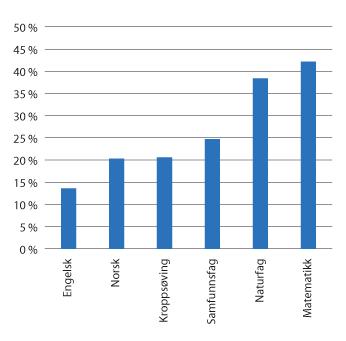 50 %
45 %
40 %
35 %
30 %
25 %
20 %
15 %
10 %
5 %
0 %
Engelsk
Norsk
Kroppsøving
Samfunnsfag
Naturfag
Matematikk